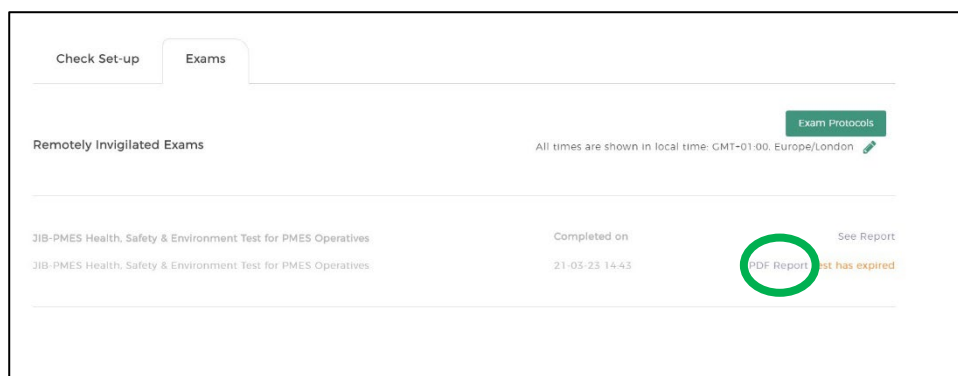 Check Set-up Exams
Exam Protocols
Remotely Invigilated Exams All times are shown in local time: GMT+01:00, Europe/London
JIB-PMES Health, Safety & Environment Test for PMES Operatives Completed on See Report
JIB-PMES Health, Safety & Environment Test for PMES Operatives 21-03-23 14:43 PDF Report est has expired